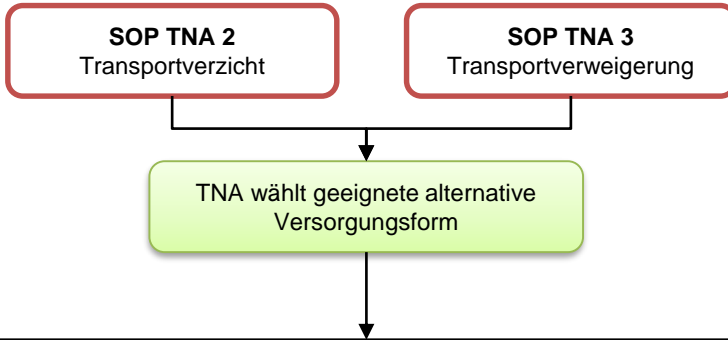 SOP TNA 2
Transportverzicht
SOP TNA 3
Transportverweigerung
TNA wählt geeignete alternative
Versorgungsform